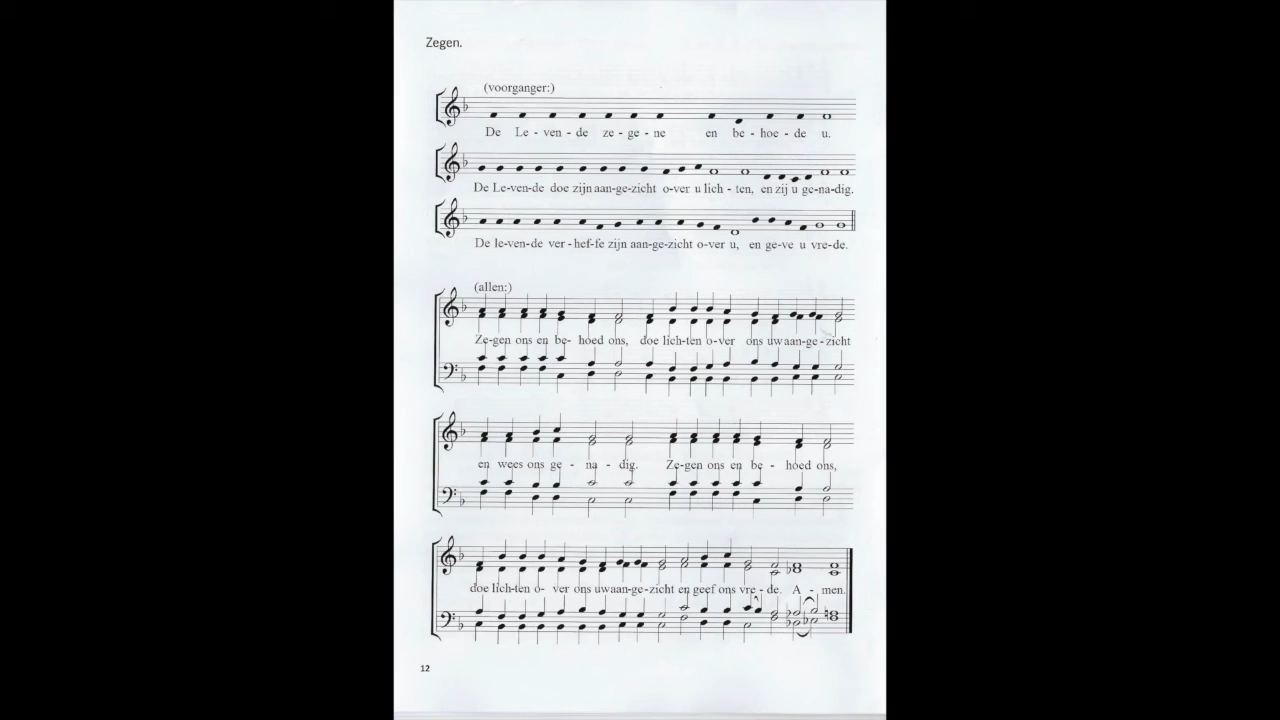 Zegen.
(voorganger:)
De Le - ven - de ze - ge - ne en be - hoe - de u.
De Le-ven-de doe zijn aan-ge-zicht o-ver u lich - ten, en zij u ge-na-dig.
De le-ven-de ver-hef-fe zijn aan-ge-zicht o-ver u, en ge-ve u vre-de.
(allen:)
Ze-gen ons en be- hoed ons, doe lich-ten o-ver ons uw aan-ge-zicht
en wees ons ge - na - dig. Ze-gen ons en be - hoed ons,
doe lich-ten o- ver ons uw aan-ge-zicht en geef ons vre - de. A - men.
12